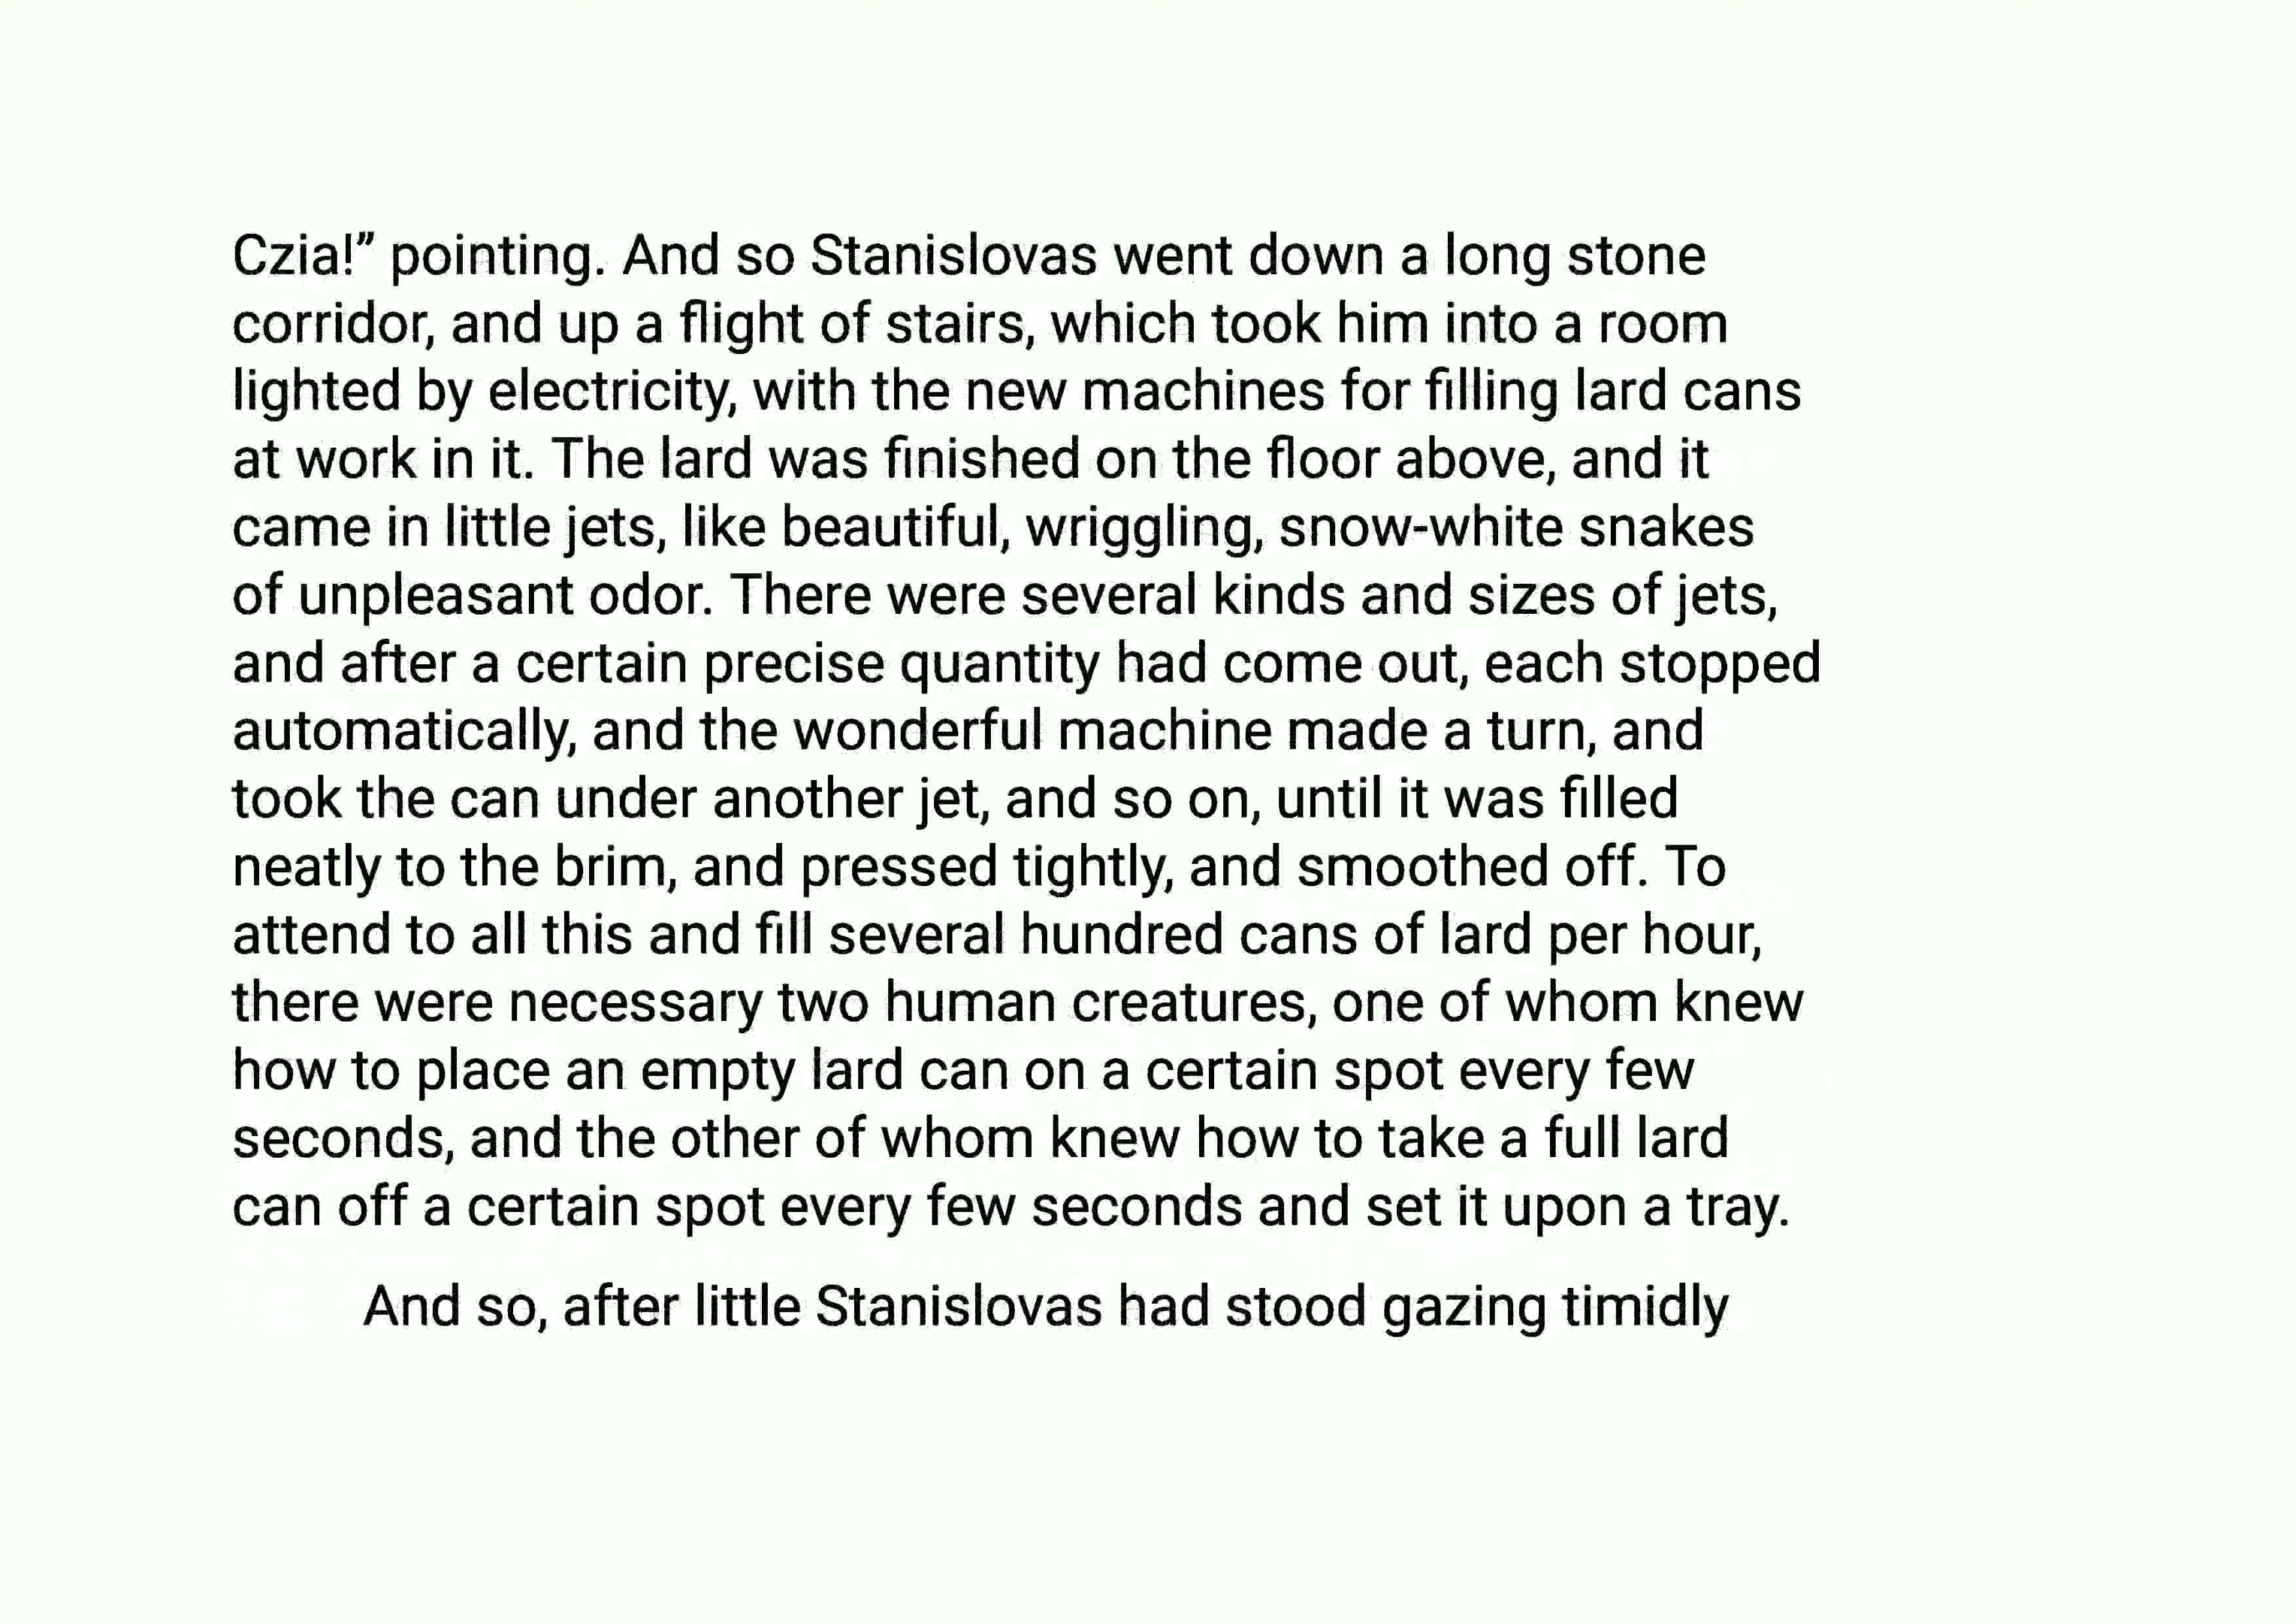 Czia!” pointing. And so Stanislovas went down a long stone
corridor, and up a flight of stairs, which took him into a room
lighted by electricity, with the new machines for filling lard cans
at work in it. The lard was finished on the floor above, and it
came in little jets, like beautiful, wriggling, snow-white snakes
of unpleasant odor. There were several kinds and sizes of jets,
and after a certain precise quantity had come out, each stopped
automatically, and the wonderful machine made a turn, and
took the can under another jet, and so on, until it was filled
neatly to the brim, and pressed tightly, and smoothed off. To
attend to all this and fill several hundred cans of lard per hour,
there were necessary two human creatures, one of whom knew
how to place an empty lard can on a certain spot every few
seconds, and the other of whom knew how to take a full lard
can off a certain spot every few seconds and set it upon a tray.
And so, after little Stanislovas had stood gazing timidly